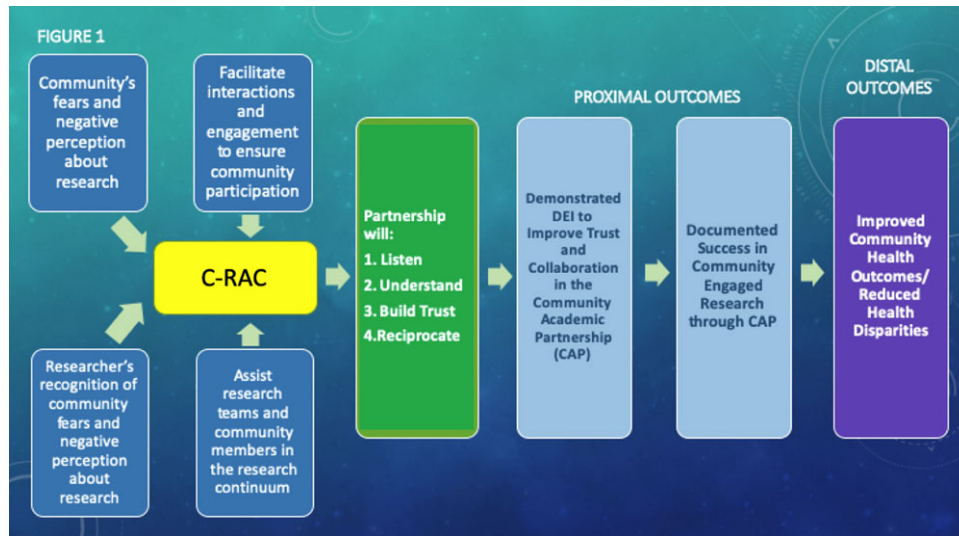 FIGURE 1
Community's
fears and
negative
perception
about
research
Facilitate
interactions
and
engagement
to ensure
community
participation
C-RAC
Researcher's
recognition of
community
fears and
negative
perception
about
research
Assist
research
teams and
community
members in
the research
continuum
Partnership
will:
1. Listen
2. Understand
3. Build Trust
4.Reciprocate
PROXIMAL OUTCOMES
Demonstrated
DEI to
Improve Trust
and
Collaboration
in the
Community
Academic
Partnership
(CAP)
Documented
Success in
Community
Engaged
Research
through CAP
DISTAL
OUTCOMES
Improved
Community
Health
Outcomes/
Reduced
Health
Disparities